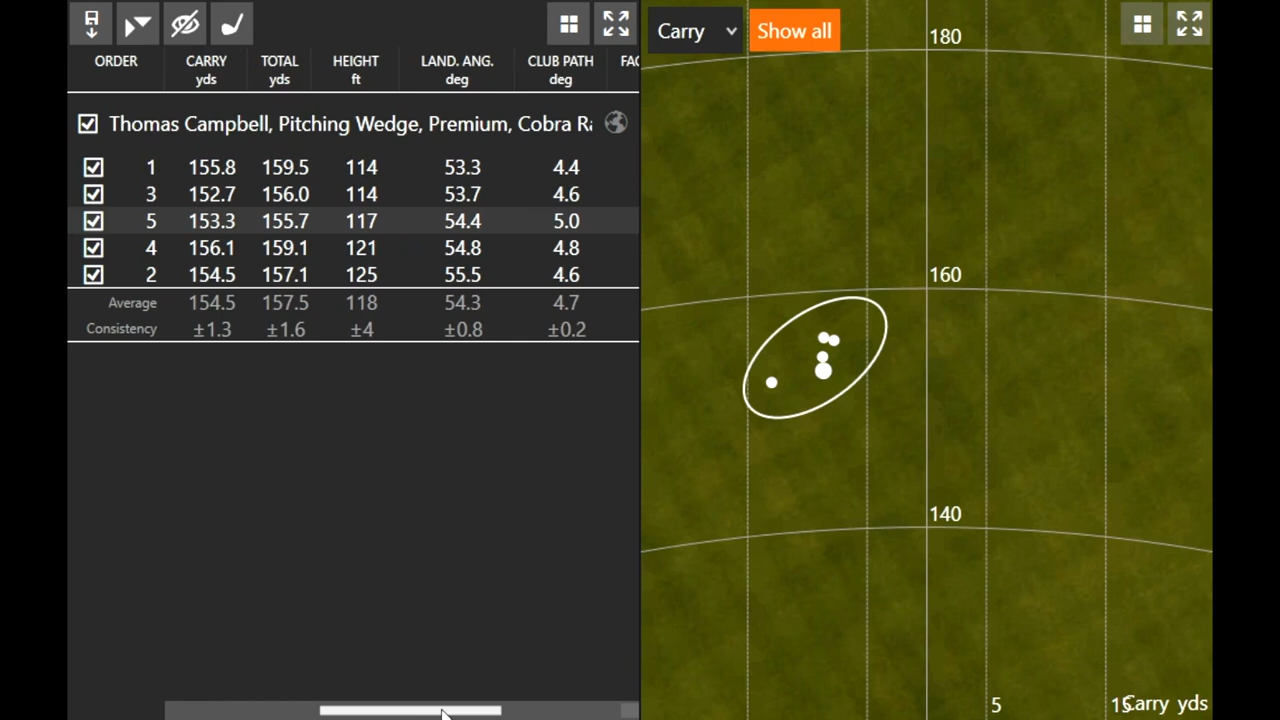 ORDER CARRY TOTAL HEIGHT LAND. ANG. CLUB PATH FAC
yds yds ft deg deg
Thomas Campbell, Pitching Wedge, Premium, Cobra Ra
1 155.8 159.5 114 53.3 4.4
3 152.7 156.0 114 53.7 4.6
5 153.3 155.7 117 54.4 5.0
4 156.1 159.1 121 54.8 4.8
2 154.5 157.1 125 55.5 4.6
Average 154.5 157.5 118 54.3 4.7
Consistency ±1.3 ±1.6 ±4 ±0.8 ±0.2
Carry Show all
180
160
140
5 15 Carry yds